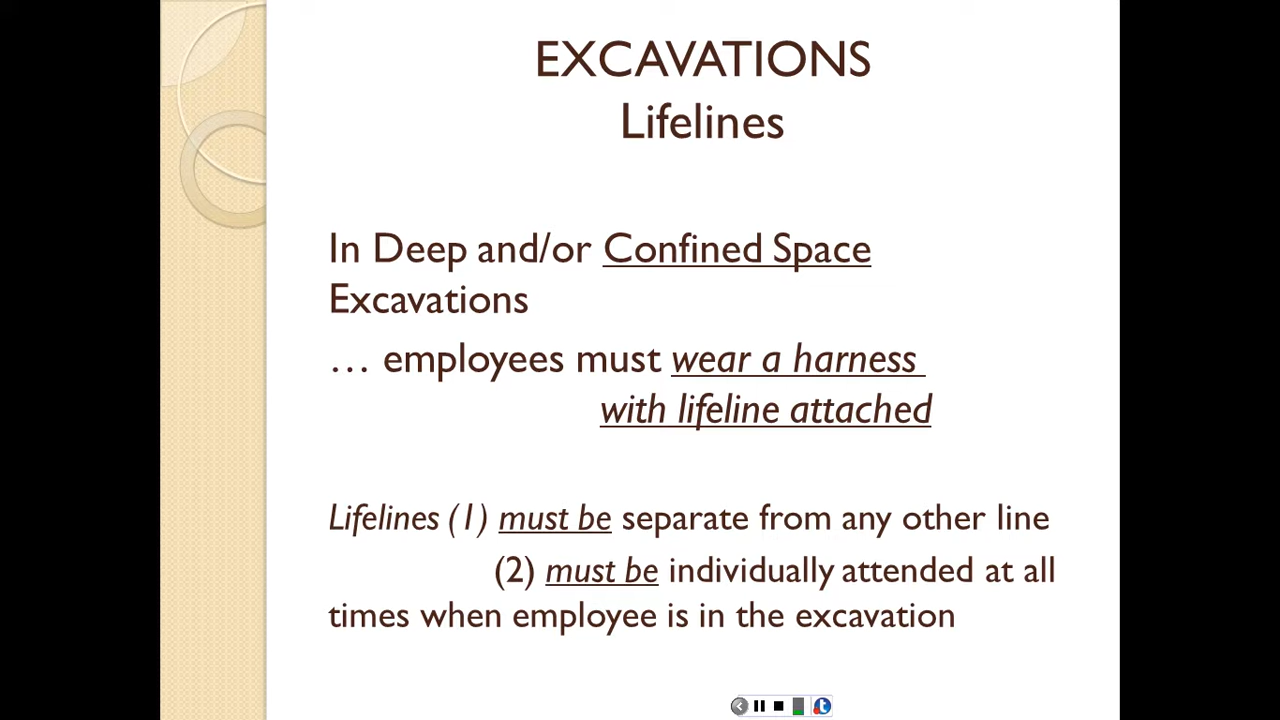 EXCAVATIONS
Lifelines
In Deep and/or Confined Space
Excavations
… employees must wear a harness
with lifeline attached
Lifelines (1) must be separate from any other line
(2) must be individually attended at all
times when employee is in the excavation